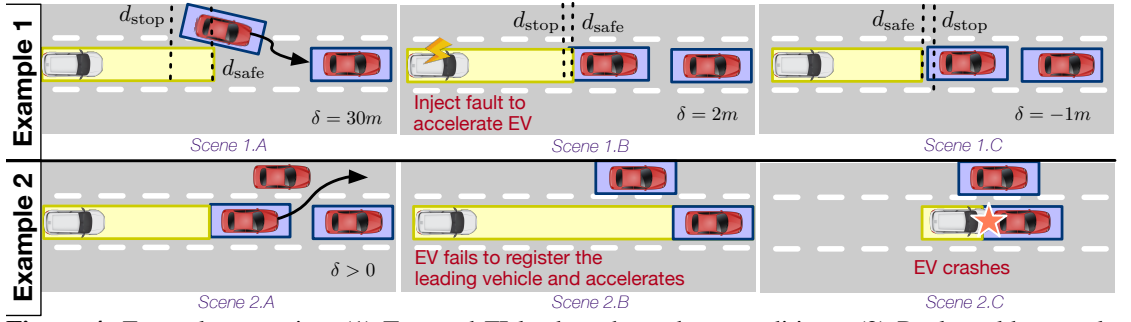 Example 1
d_stop
d_safe
δ = 30m
Scene 1.A
d_stop
d_safe
Inject fault to
accelerate EV
δ = 2m
Scene 1.B
d_safe
d_stop
δ = −1m
Scene 1.C
Example 2
δ > 0
Scene 2.A
EV fails to register the
leading vehicle and accelerates
Scene 2.B
EV crashes
Scene 2.C